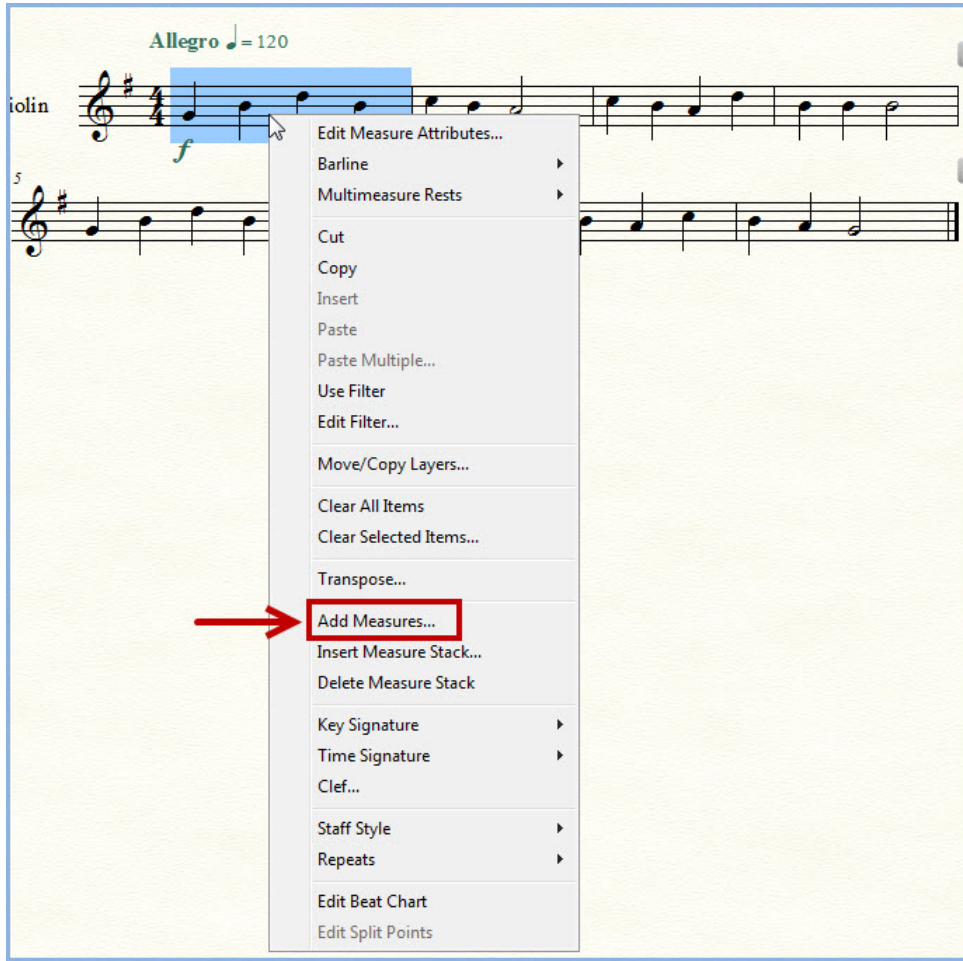 Allegro ♩= 120
iolin
4
4
f
5
Edit Measure Attributes...
Barline
Multimeasure Rests
Cut
Copy
Insert
Paste
Paste Multiple...
Use Filter
Edit Filter...
Move/Copy Layers...
Clear All Items
Clear Selected Items...
Transpose...
Add Measures...
Insert Measure Stack...
Delete Measure Stack
Key Signature
Time Signature
Clef...
Staff Style
Repeats
Edit Beat Chart
Edit Split Points